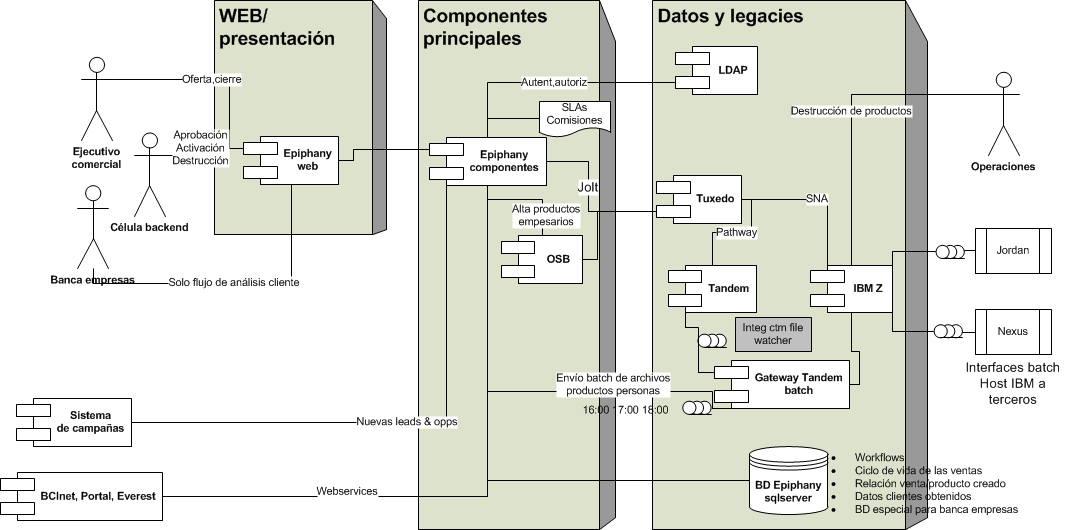 WEB/
presentación
Componentes
principales
Datos y legacies
LDAP
Oferta,cierre
Autent,autoriz
SLAs
Comisiones
Destrucción de productos
Aprobación
Activación
Destrucción
Ejecutivo
comercial
Epiphany
web
Epiphany
componentes
Operaciones
Jolt
Tuxedo
SNA
Célula backend
Alta productos
empesarios
Pathway
OSB
Jordan
Banca empresas
Solo flujo de análisis cliente
Tandem
IBM Z
Integ ctm file
watcher
Nexus
Interfaces batch
Host IBM a
terceros
Envío batch de archivos
productos personas
Gateway Tandem
batch
16:00 17:00 18:00
Sistema
de campañas
Nuevas leads & opps
BCInet, Portal, Everest
Webservices
BD Epiphany
sqlserver
• Workflows
• Ciclo de vida de las ventas
• Relación venta/producto creado
• Datos clientes obtenidos
• BD especial para banca empresas